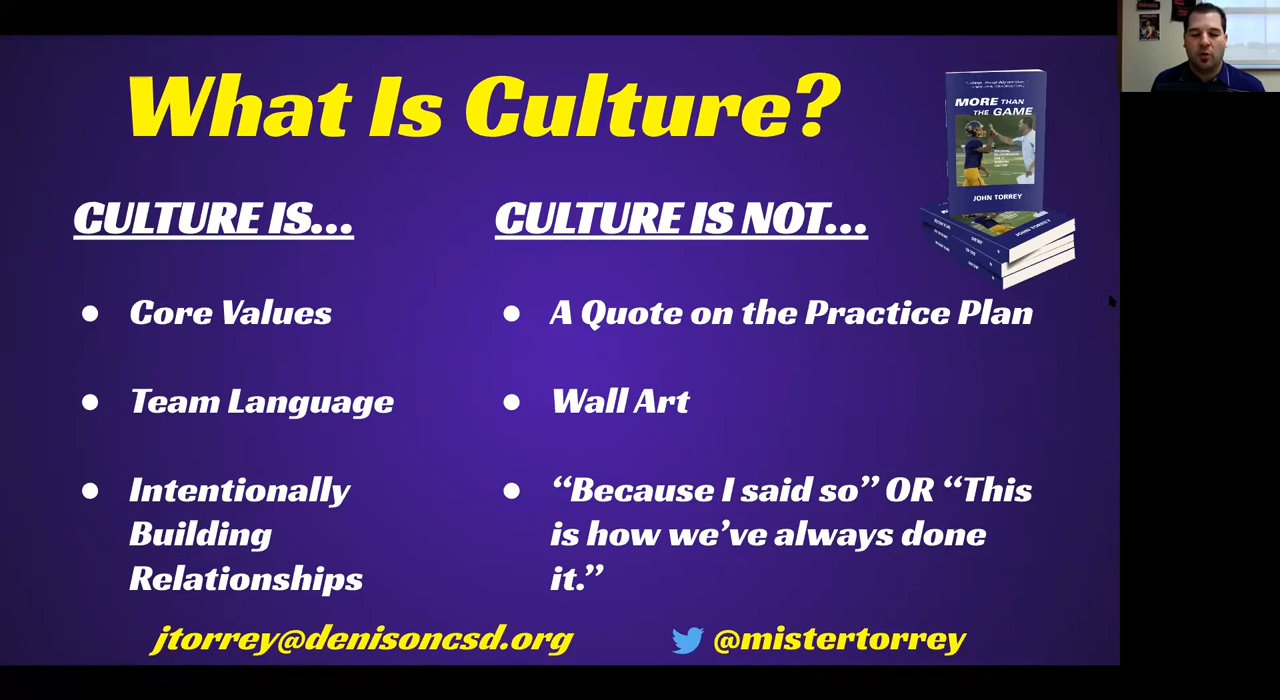 What Is Culture?
CULTURE IS...
Core Values
Team Language
Intentionally
Building
Relationships
CULTURE IS NOT...
A Quote on the Practice Plan
Wall Art
“Because I said so” OR “This
is how we’ve always done
it.”
MORE THAN
THE GAME
JOHN TORREY
JOHN TORREY
jtorrey@denisoncsd.org
@mistertorrey